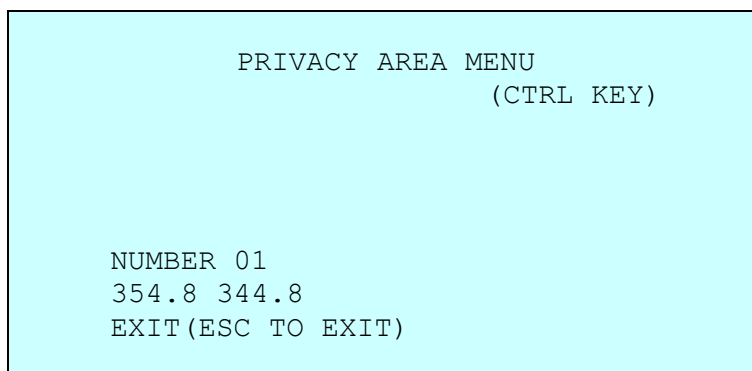 PRIVACY AREA MENU
(CTRL KEY)
NUMBER 01
354.8 344.8
EXIT(ESC TO EXIT)